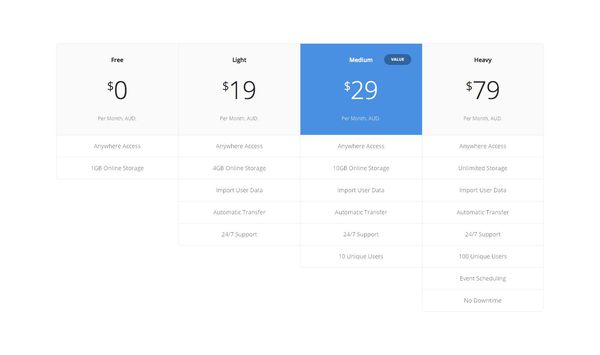 Free
$0
Per Month, AUD.
Anywhere Access
1GB Online Storage
Light
$19
Per Month, AUD.
Anywhere Access
4GB Online Storage
Import User Data
Automatic Transfer
24/7 Support
Medium
VALUE
$29
Per Month, AUD.
Anywhere Access
10GB Online Storage
Import User Data
Automatic Transfer
24/7 Support
10 Unique Users
Heavy
$79
Per Month, AUD.
Anywhere Access
Unlimited Storage
Import User Data
Automatic Transfer
24/7 Support
100 Unique Users
Event Scheduling
No Downtime